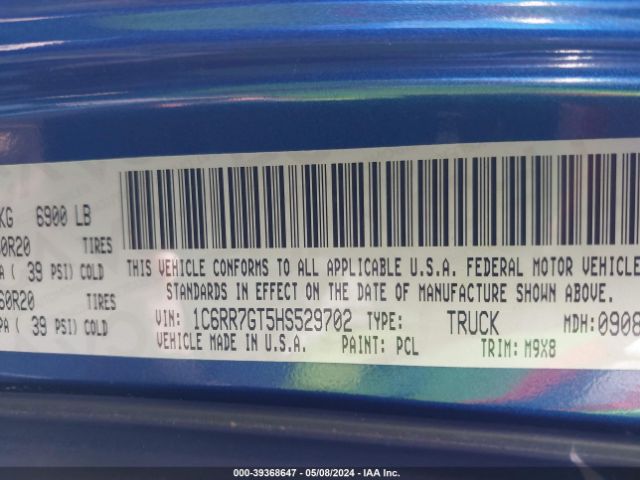 KG 6900 LB
0R20 TIRES
A ( 39 PSI) COLD
60R20 TIRES
PA ( 39 PSI) COLD
THIS VEHICLE CONFORMS TO ALL APPLICABLE U.S.A. FEDERAL MOTOR VEHICLE
STANDARDS IN EFFECT ON THE DATE OF MANUFACTURE SHOWN ABOVE.
VIN: 1C6RR7GT5HS529702 TYPE: TRUCK MDH:0908
VEHICLE MADE IN U.S.A. PAINT: PCL TRIM: M9X8
© COPART - 39368647 - 05/08/2024 - IAA Inc.